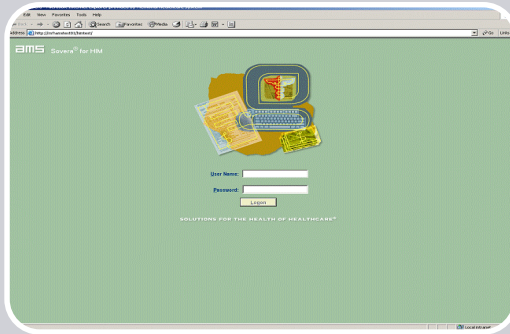 Edit View Favorites Tools Help
Search Favorites Media
Address
Go Links
ams Savera® for HIM
User Name:
Password:
Logon
SOLUTIONS FOR THE HEALTH OF HEALTHCARE®
Local intranet